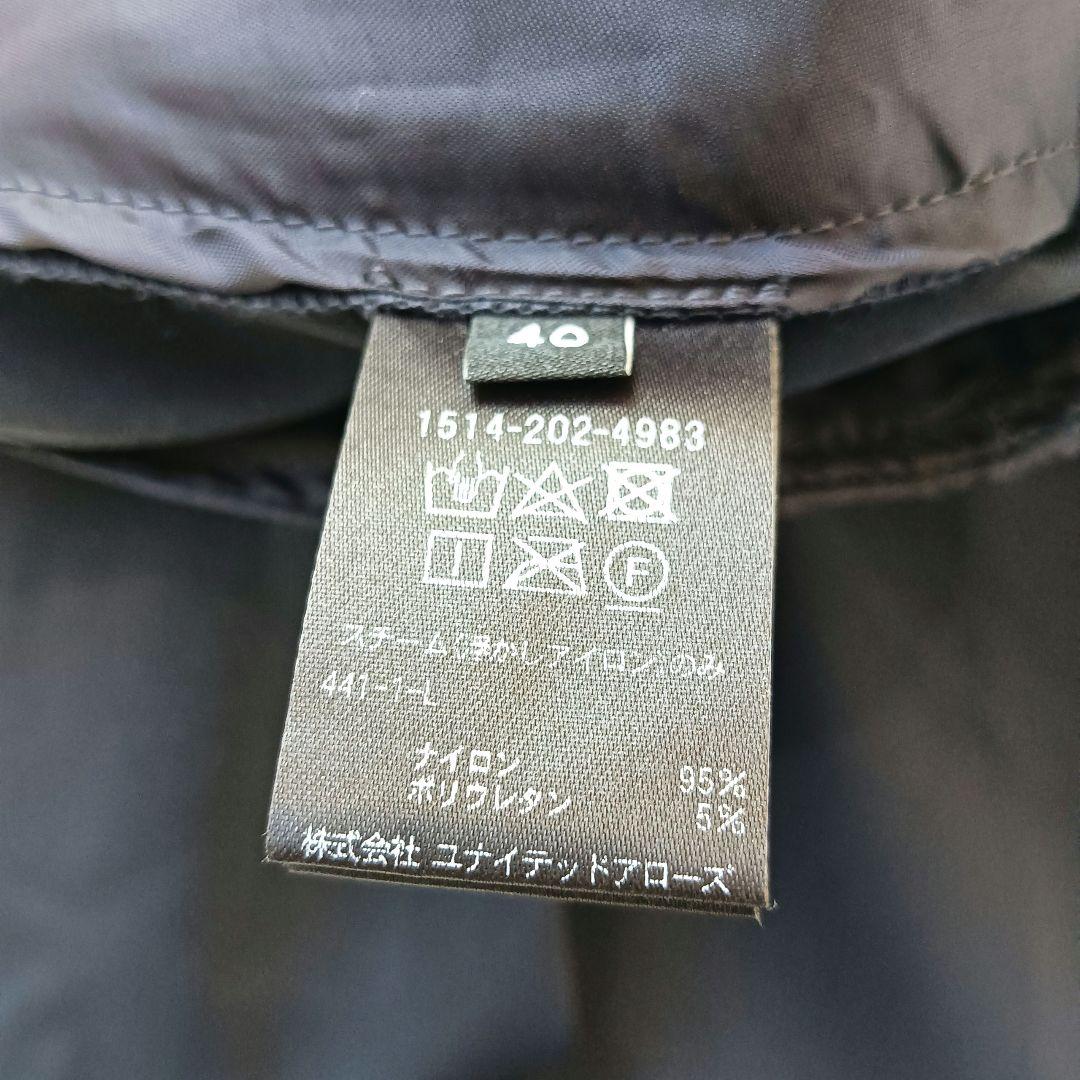 40
1514-202-4983
F
スチーム(浮かしアイロン)のみ
441-1-L
ナイロン 95%
ポリウレタン 5%
株式会社 ユナイテッドアローズ